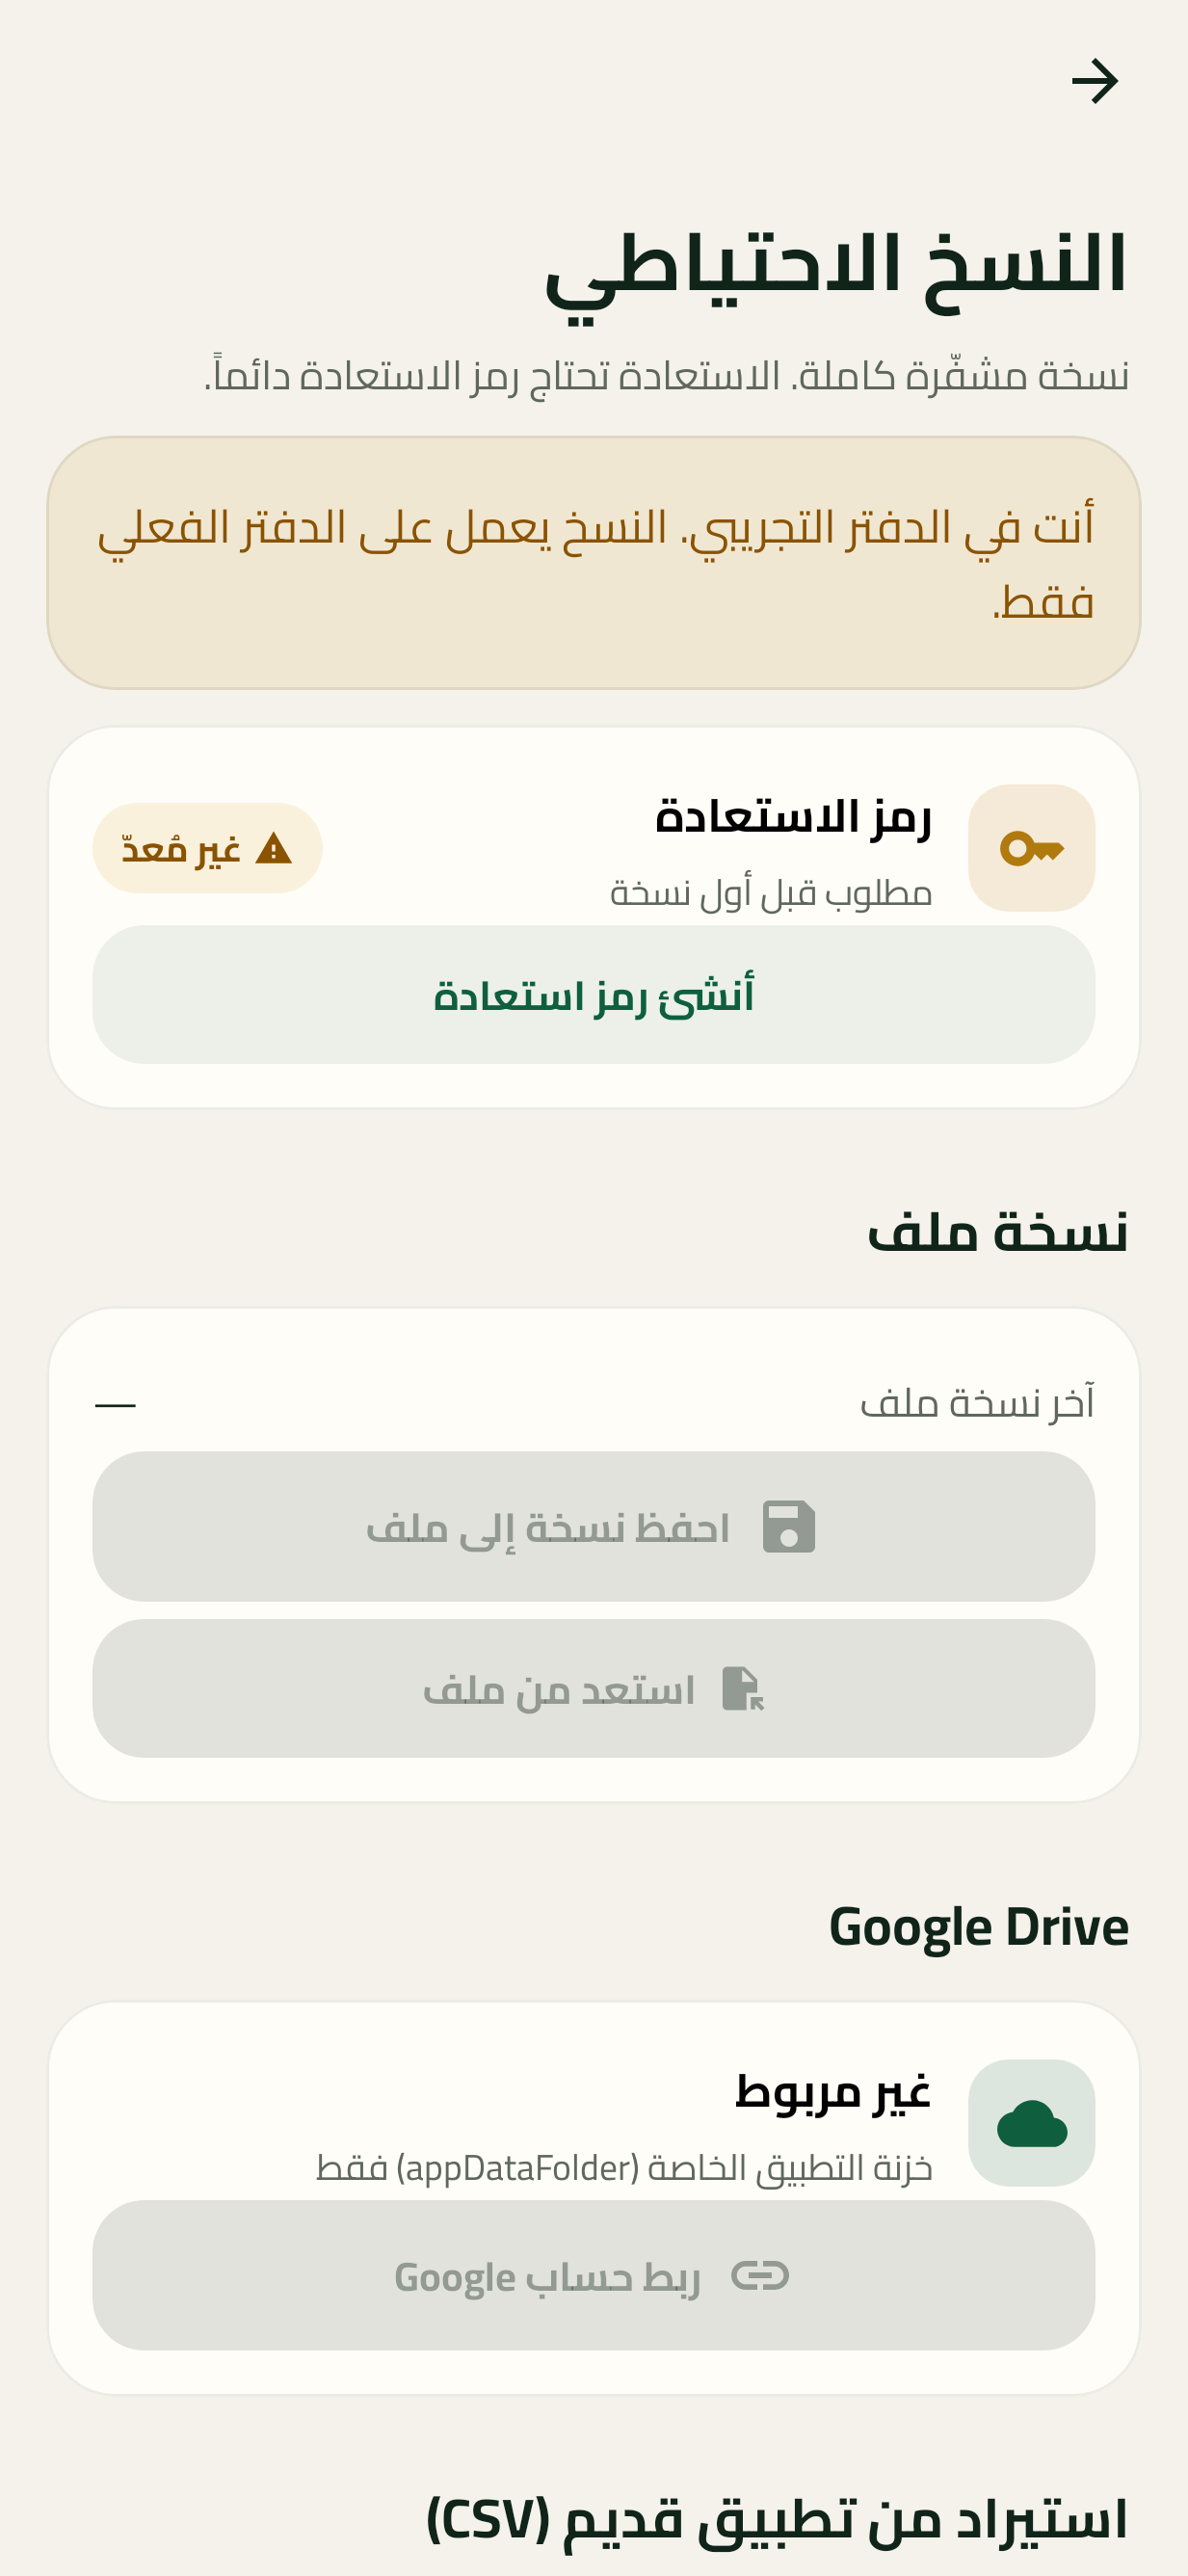 النسخ الاحتياطي
نسخة مشفّرة كاملة. الاستعادة تحتاج رمز الاستعادة دائماً.
أنت في الدفتر التجريبي. النسخ يعمل على الدفتر الفعلي
فقط.
رمز الاستعادة
غير مُعدّ
مطلوب قبل أول نسخة
أنشئ رمز استعادة
نسخة ملف
آخر نسخة ملف
—
احفظ نسخة إلى ملف
استعد من ملف
Google Drive
غير مربوط
خزنة التطبيق الخاصة (appDataFolder) فقط
ربط حساب Google
استيراد من تطبيق قديم (CSV)